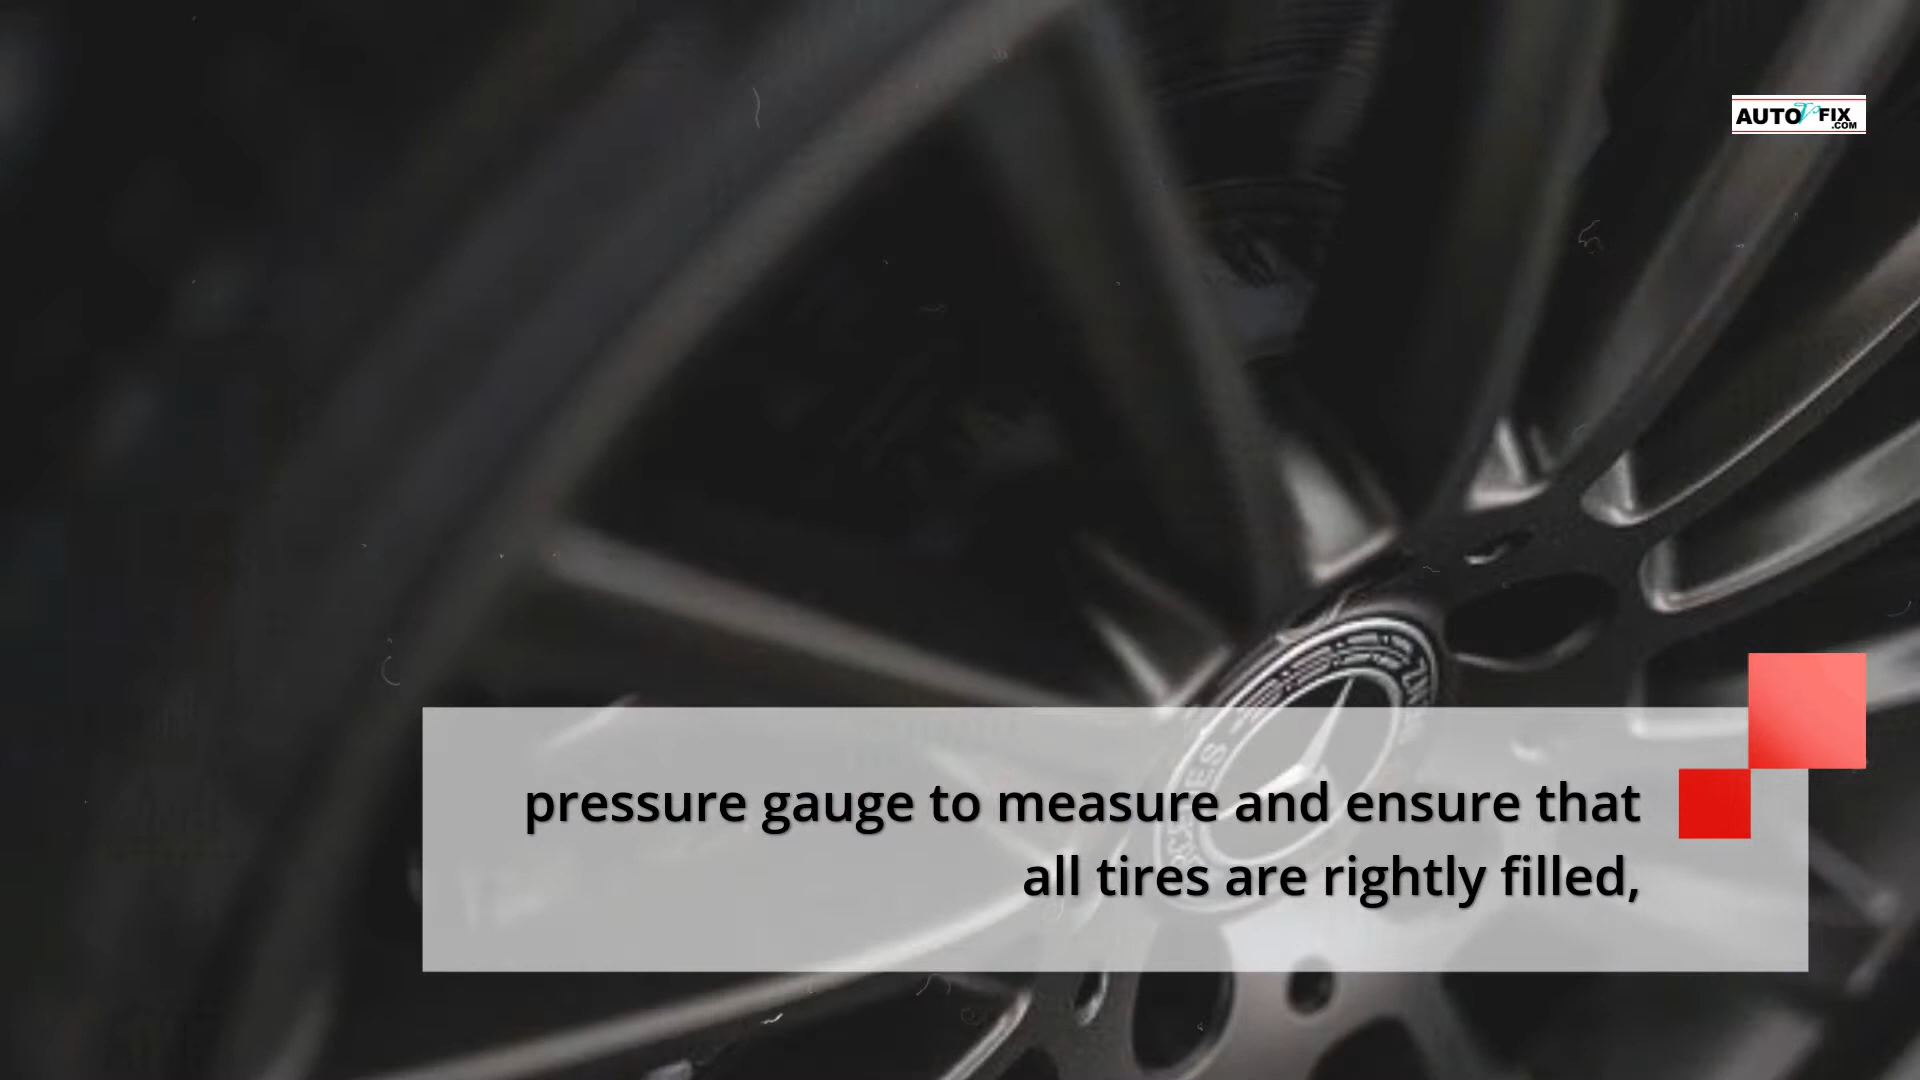 AUTO FIX
.COM
pressure gauge to measure and ensure that
all tires are rightly filled,